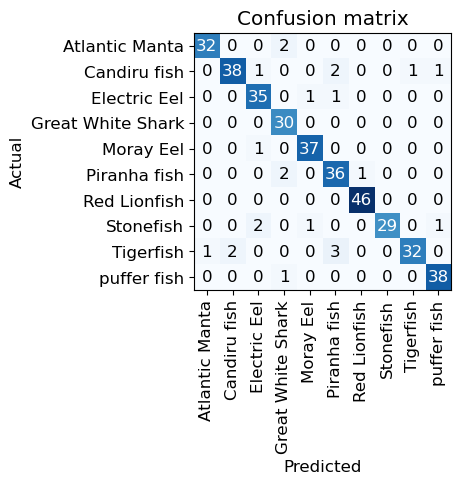 Confusion matrix
Actual
Atlantic Manta 32 0 0 2 0 0 0 0 0 0
Candiru fish 0 38 1 0 0 2 0 0 1 1
Electric Eel 0 0 35 0 1 1 0 0 0 0
Great White Shark 0 0 0 30 0 0 0 0 0 0
Moray Eel 0 0 1 0 37 0 0 0 0 0
Piranha fish 0 0 0 2 0 36 1 0 0 0
Red Lionfish 0 0 0 0 0 0 46 0 0 0
Stonefish 0 0 2 0 1 0 0 29 0 1
Tigerfish 1 2 0 0 0 3 0 0 32 0
puffer fish 0 0 0 1 0 0 0 0 0 38
Atlantic Manta
Candiru fish
Electric Eel
Great White Shark
Moray Eel
Piranha fish
Red Lionfish
Stonefish
Tigerfish
puffer fish
Predicted